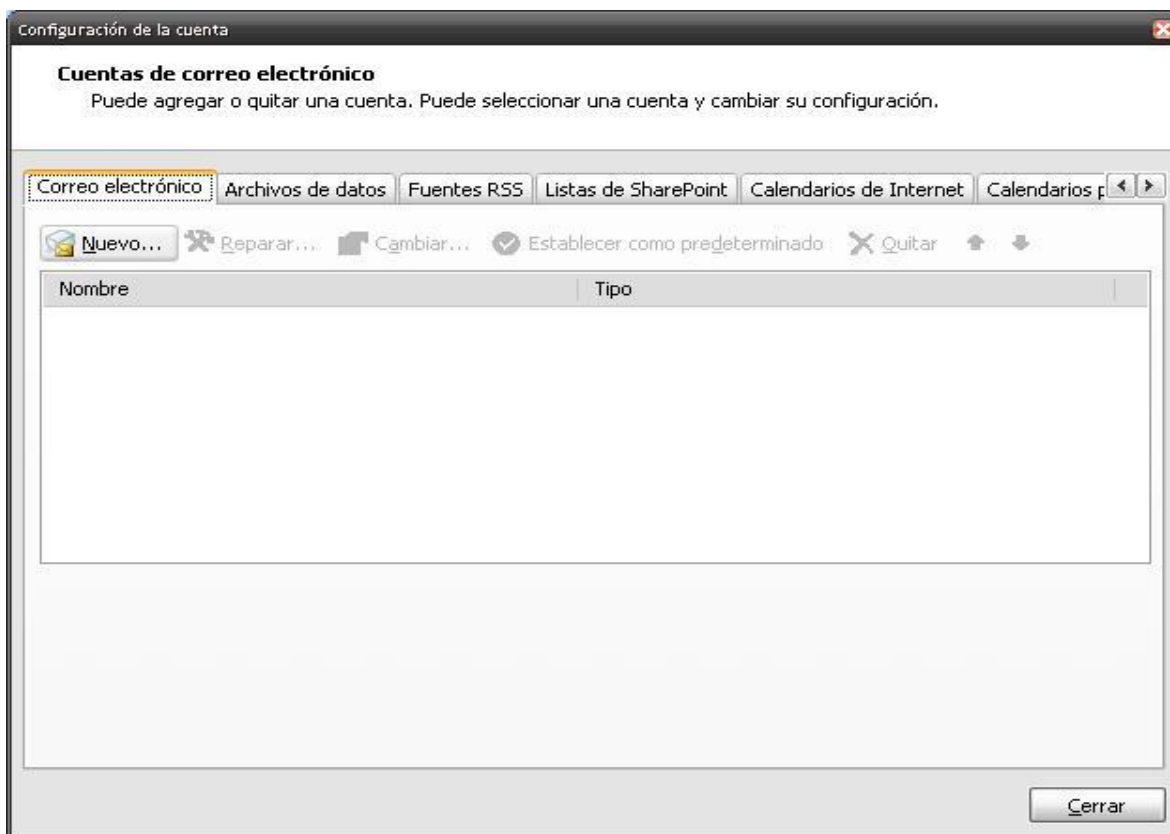 Configuración de la cuenta
Cuentas de correo electrónico
Puede agregar o quitar una cuenta. Puede seleccionar una cuenta y cambiar su configuración.
Correo electrónico Archivos de datos Fuentes RSS Listas de SharePoint Calendarios de Internet Calendarios
Nuevo... Reparar... Cambiar... Establecer como predeterminado Quitar
Nombre Tipo
Cerrar